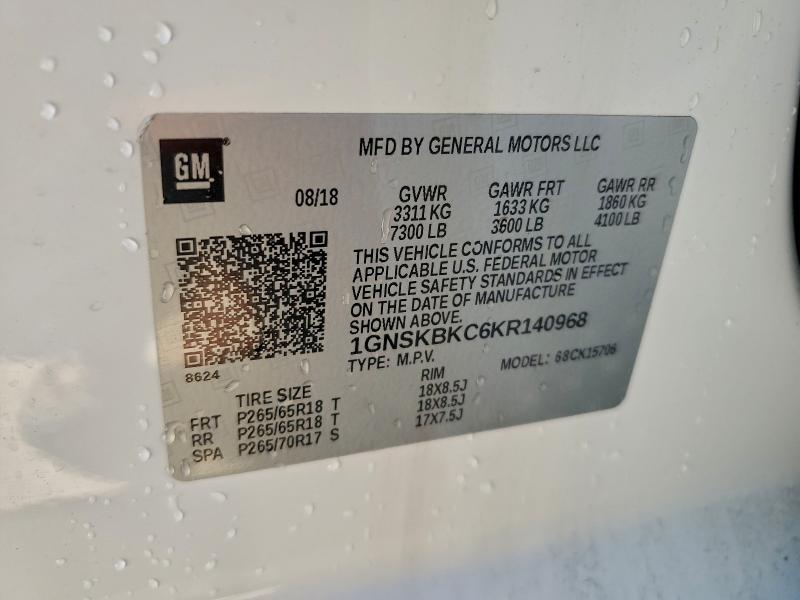 GM
MFD BY GENERAL MOTORS LLC
08/18
GVWR GAWR FRT GAWR RR
3311 KG 1633 KG 1860 KG
7300 LB 3600 LB 4100 LB
THIS VEHICLE CONFORMS TO ALL
APPLICABLE U.S. FEDERAL MOTOR
VEHICLE SAFETY STANDARDS IN EFFECT
ON THE DATE OF MANUFACTURE
SHOWN ABOVE.
1GNSKBKC6KR140968
TYPE: M.P.V. MODEL: 68CK15706
8624
TIRE SIZE RIM
FRT P265/65R18 T 18X8.5J
RR P265/65R18 T 18X8.5J
SPA P265/70R17 S 17X7.5J